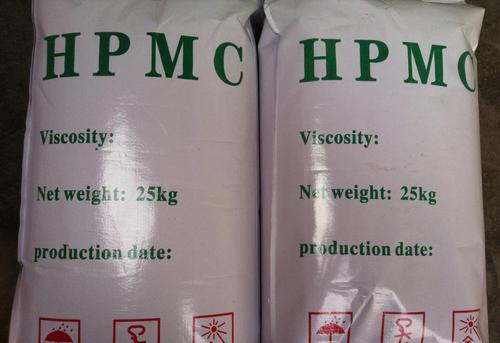 HPMC
Viscosity:
Net weight: 25kg
production date:
HPMC
Viscosity:
Net weight: 25kg
production date: